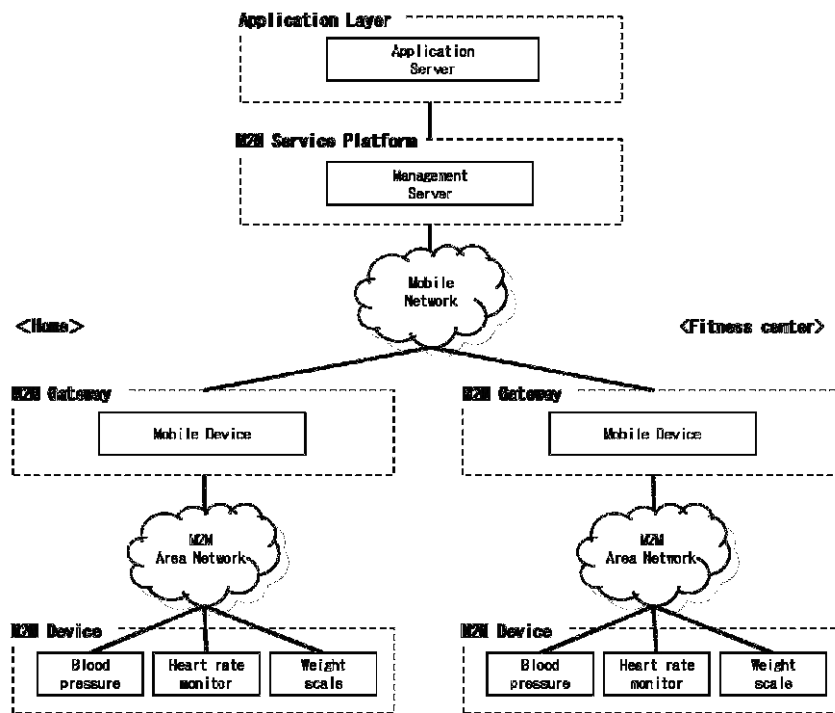 Application Layer
Application
Server
M2M Service Platform
Management
Server
Mobile
Network
<Home>
<Fitness center>
M2M Gateway
Mobile Device
M2M Gateway
Mobile Device
M2M
Area Network
M2M
Area Network
M2M Device
Blood
pressure
Heart rate
monitor
Weight
scale
M2M Device
Blood
pressure
Heart rate
monitor
Weight
scale